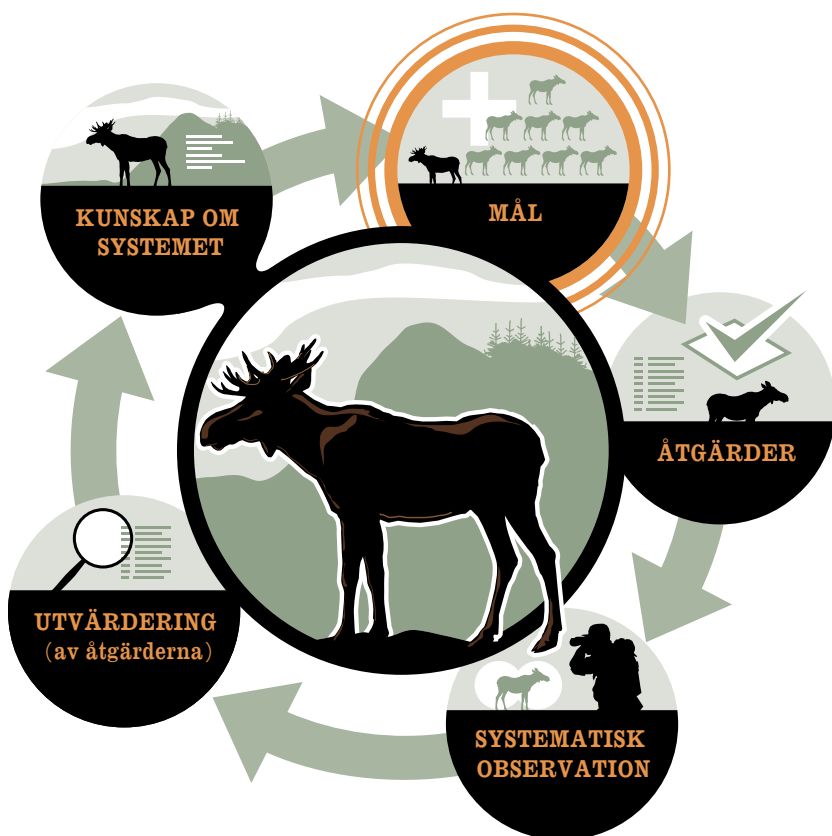 KUNSKAP OM
SYSTEMET
MÅL
ÅTGÄRDER
SYSTEMATISK
OBSERVATION
UTVÄRDERING
(av åtgärderna)